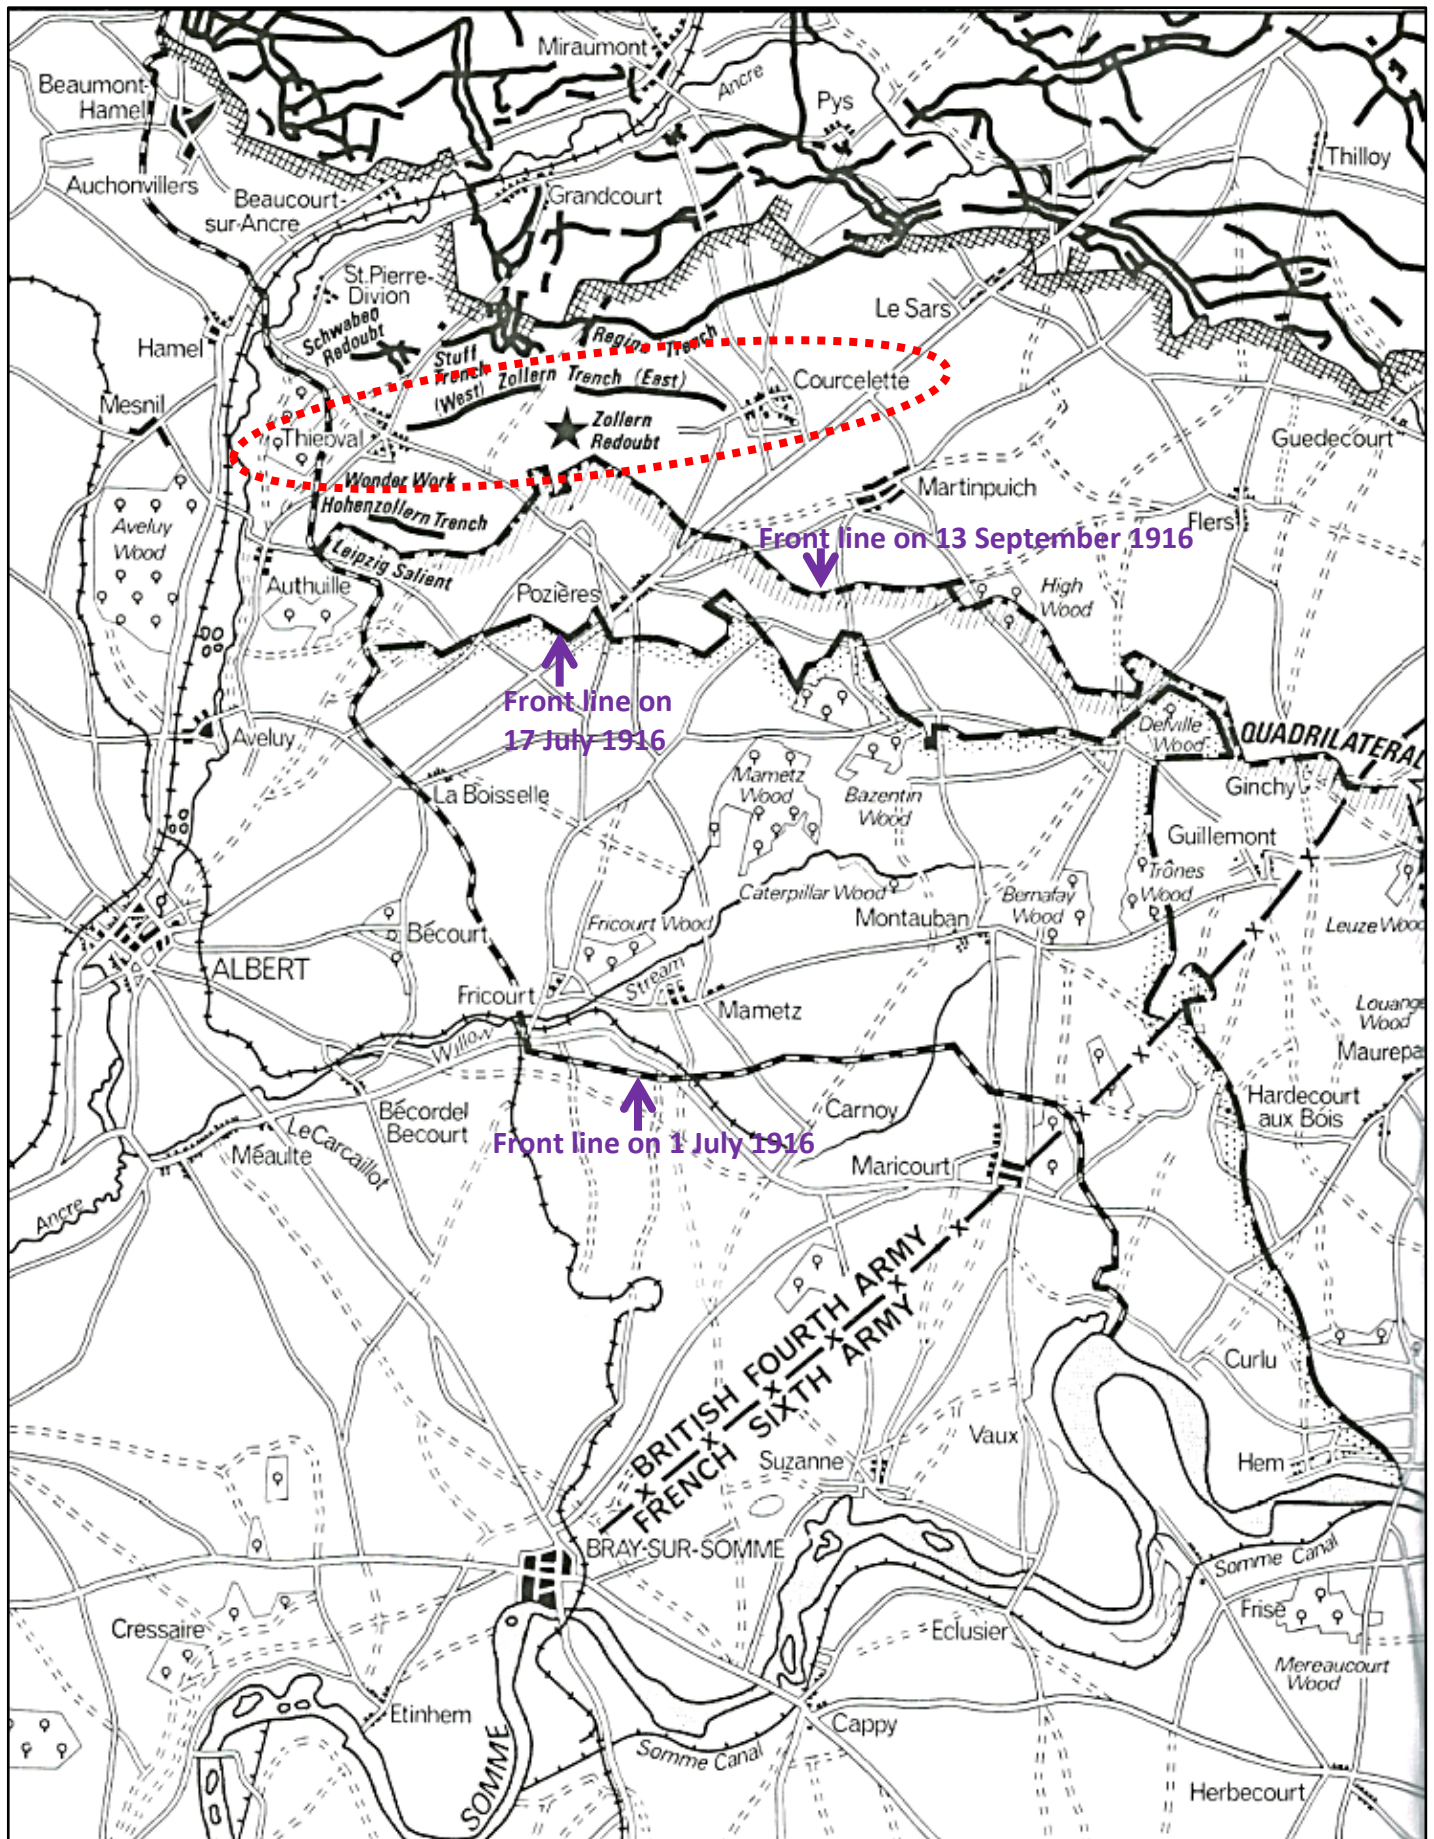 Miraumont
Beaumont-
Hamel
Ancre
Pys
Thilloy
Auchonvillers
Beaucourt-
sur-Ancre
Grandcourt
St.Pierre-
Divion
Schwaben
Redoubt
Le Sars
Hamel
Stuff
Trench
(West)
Regina Trench
Zollern Trench (East)
Courcelette
Mesnil
Thiepval
Zollern
Redoubt
Guedecourt
Wonder Work
Hohenzollern Trench
Martinpuich
Flers
Aveluy
Wood
Leipzig Salient
Front line on 13 September 1916
Authuille
Pozières
High
Wood
Front line on
17 July 1916
Aveluy
Delville
Wood
QUADRILATERAL
Ginchy
La Boisselle
Mametz
Wood
Bazentin
Wood
Guillemont
Trônes
Wood
Caterpillar Wood
Bernafay
Wood
Montauban
Leuze Wood
Fricourt Wood
Bécourt
ALBERT
Fricourt
Stream
Mametz
Louange
Wood
Willow
Maurepa
Hardecourt
aux Bois
Bécordel
Becourt
Carnoy
Front line on 1 July 1916
Le Carcaillot
Méaulte
Maricourt
Ancre
BRITISH FOURTH ARMY
FRENCH SIXTH ARMY
Curlu
Vaux
Suzanne
Hem
BRAY-SUR-SOMME
Somme Canal
Frise
Cressaire
Eclusier
Mereaucourt
Wood
Etinhem
SOMME
Cappy
Somme Canal
Herbecourt